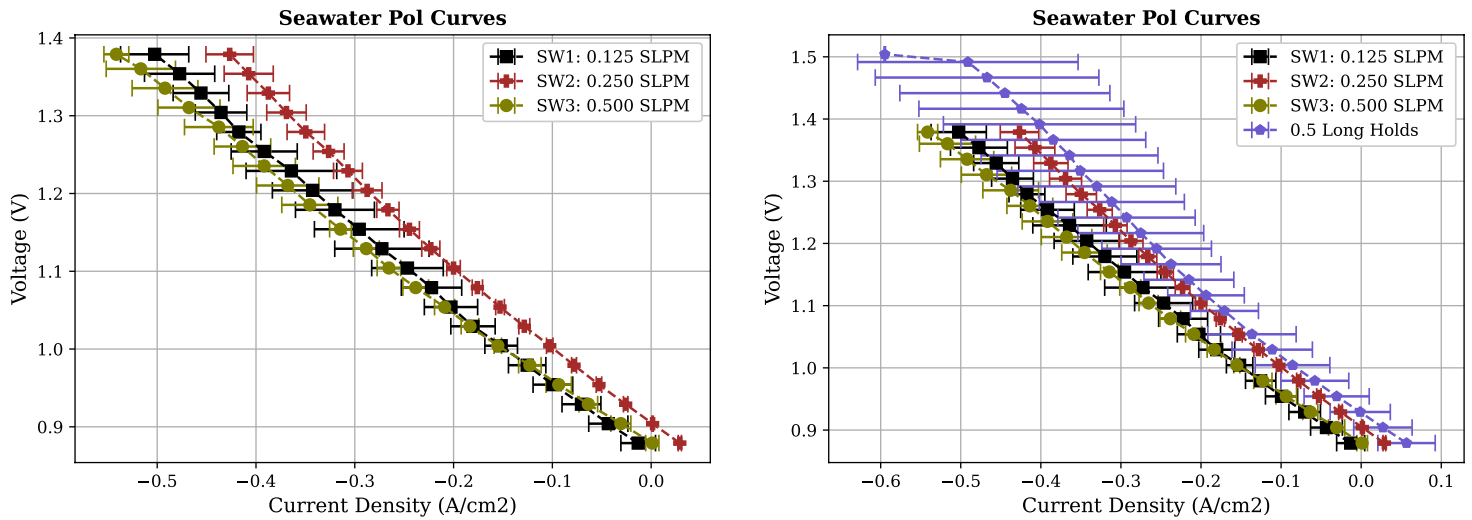 Seawater Pol Curves
SW1: 0.125 SLPM
SW2: 0.250 SLPM
SW3: 0.500 SLPM
1.4
1.3
1.2
1.1
1.0
0.9
Voltage (V)
−0.5
−0.4
−0.3
−0.2
−0.1
0.0
Current Density (A/cm2)
Seawater Pol Curves
SW1: 0.125 SLPM
SW2: 0.250 SLPM
SW3: 0.500 SLPM
0.5 Long Holds
1.5
1.4
1.3
1.2
1.1
1.0
0.9
Voltage (V)
−0.6
−0.5
−0.4
−0.3
−0.2
−0.1
0.0
0.1
Current Density (A/cm2)